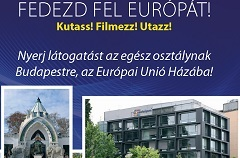 FEDEZD FEL EURÓPÁT!
Kutass! Filmezz! Utazz!
Nyerj látogatást az egész osztálynak
Budapestre, az Európai Unió Házába!